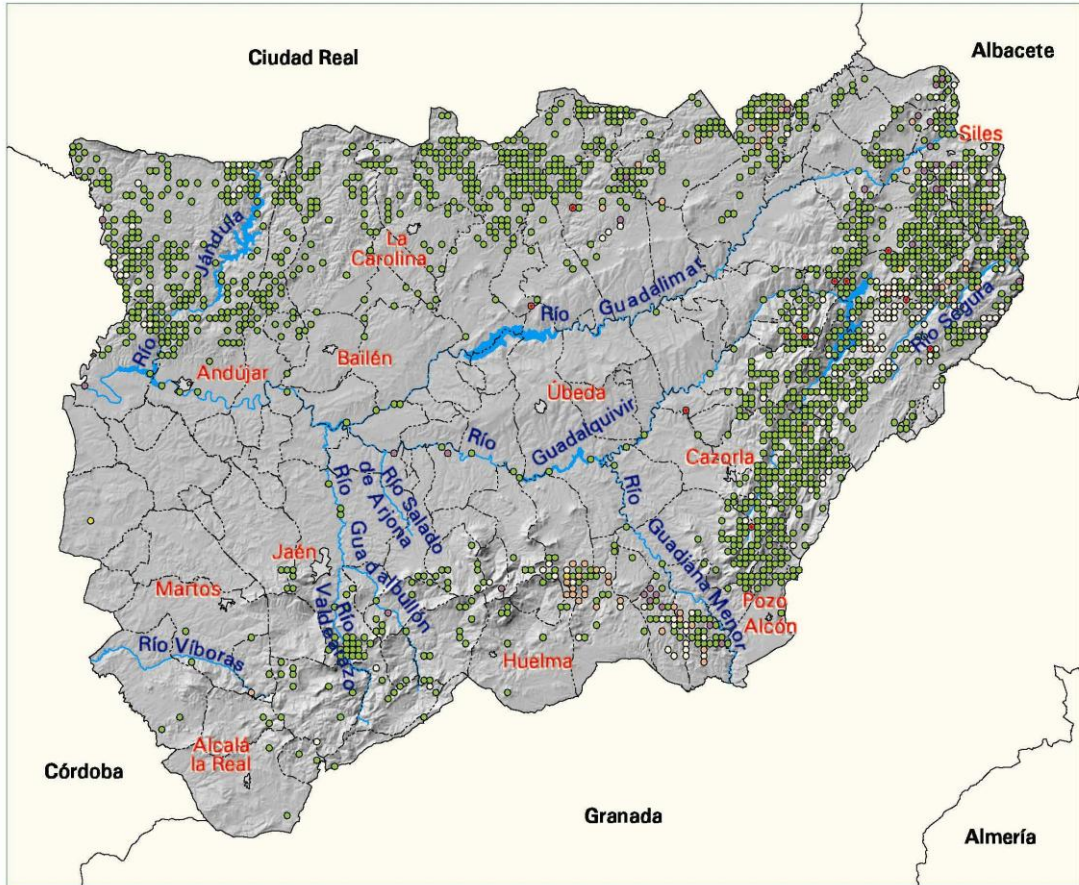 Ciudad Real
Albacete
Siles
Jándula
La
Carolina
Río
Guadalimar
Río Segura
Río
Bailén
Andújar
Úbeda
Guadalquivir
Río
Cazorla
Río
Río Salado
de Arjona
Río
Guadalbullón
Guadiana Menor
Jaén
Martos
Río
Valdearazo
Pozo
Alcón
Río Víboras
Huelma
Alcalá
la Real
Córdoba
Granada
Almería